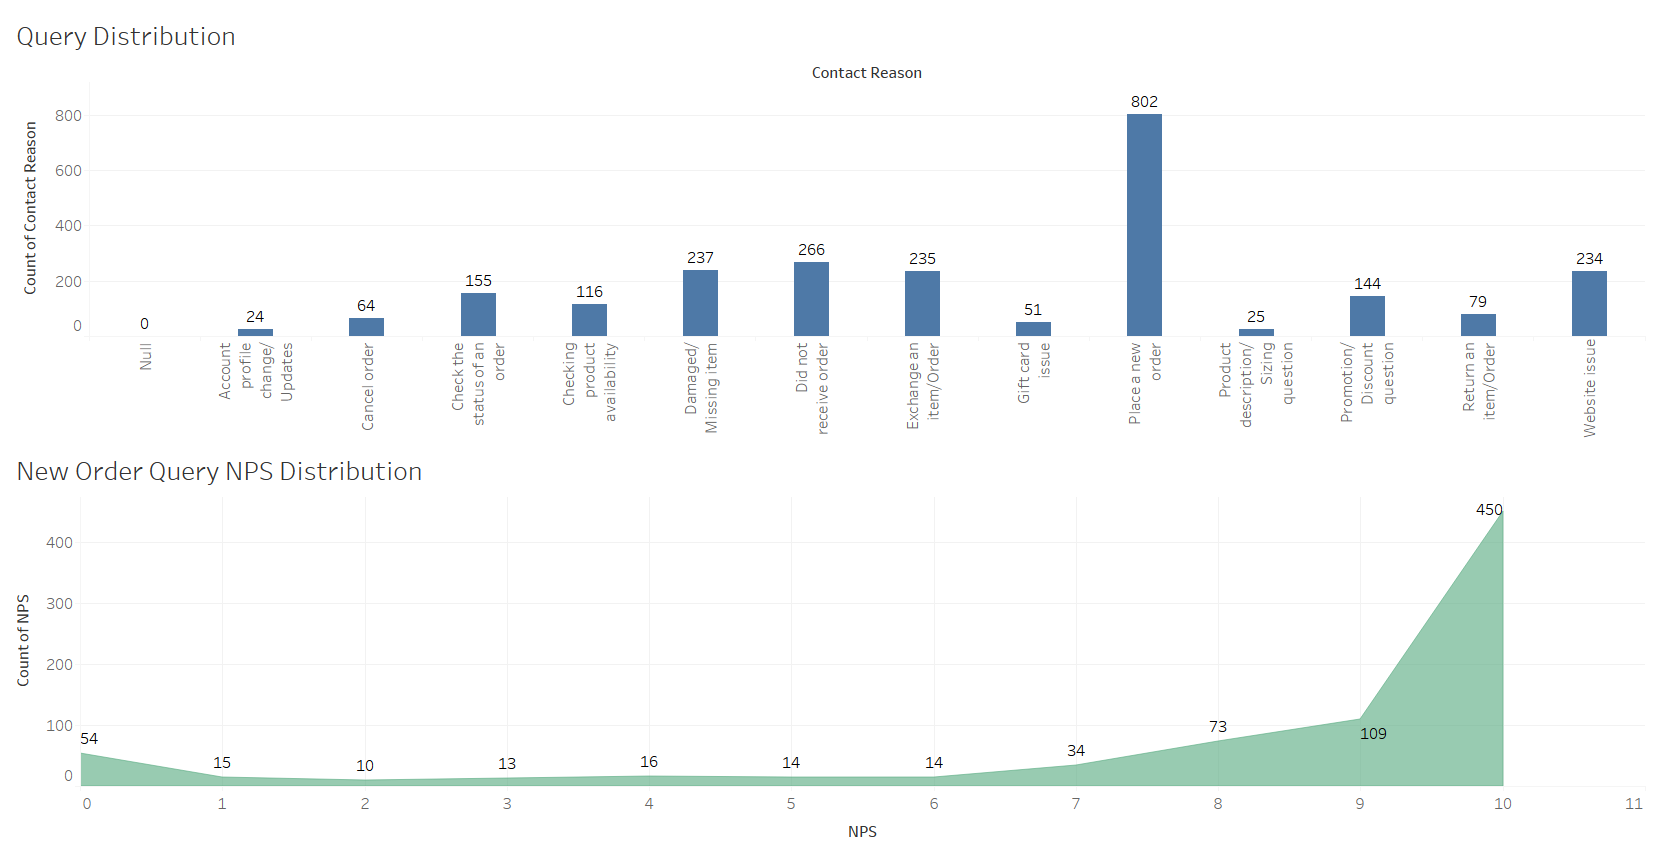 Query Distribution
Contact Reason
Count of Contact Reason
800
600
400
200
0
0
24
64
155
116
237
266
235
51
802
25
144
79
234
Null
Account
profile
change/
Updates
Cancel order
Check the
status of an
order
Checking
product
availability
Damaged/
Missing item
Did not
receive order
Exchange an
item/Order
Gift card
issue
Place a new
order
Product
description/
Sizing
question
Promotion/
Discount
question
Return an
item/Order
Website issue
New Order Query NPS Distribution
Count of NPS
400
300
200
100
0
54
15
10
13
16
14
14
34
73
109
450
0
1
2
3
4
5
6
7
8
9
10
11
NPS